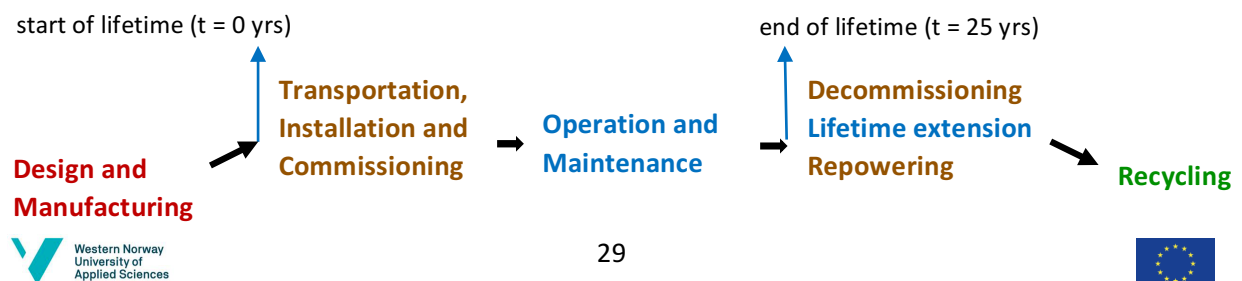 start of lifetime (t = 0 yrs)
end of lifetime (t = 25 yrs)
Design and
Manufacturing
Transportation,
Installation and
Commissioning
Operation and
Maintenance
Decommissioning
Lifetime extension
Repowering
Recycling
Western Norway
University of
Applied Sciences
29